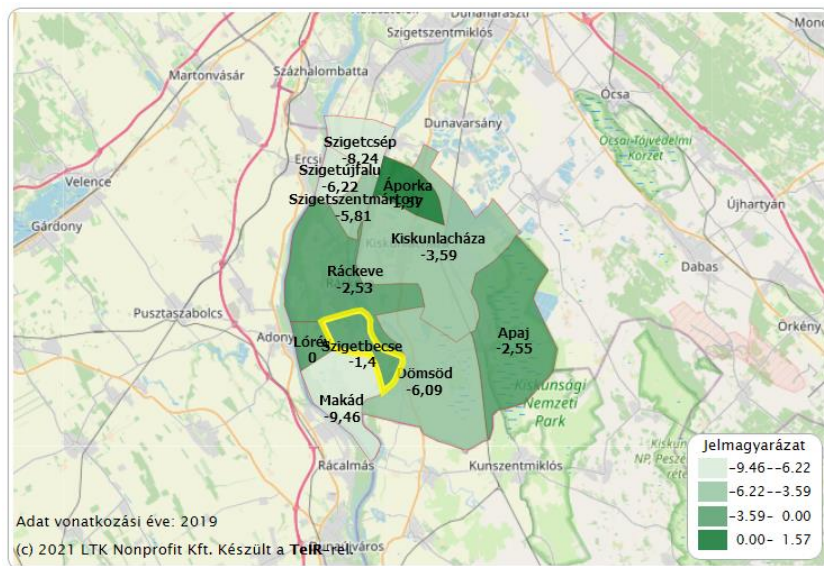 Dunaharaszti
Szigetszentmiklós
Martonvásár
Százhalombatta
Ócsa
Dunavarsány
Ócsai-Tájvédelmi
Körzet
Szigetcsép
-8,24
Ercsi
Szigetújfalu
-6,22
Áporka
1,57
Velence
Szigetszentmárton
-5,81
Újhartyán
Gárdony
Kiskunlacháza
-3,59
Dabas
Ráckeve
-2,53
Pusztaszabolcs
Örkény
Adony
Lórév
0
Szigetbecse
-1,4
Apaj
-2,55
Dömsöd
-6,09
Makád
-9,46
Kiskunsági
Nemzeti
Park
Rácalmás
Kunszentmiklós
Jelmagyarázat
-9.46--6.22
-6.22--3.59
-3.59- 0.00
0.00- 1.57
Adat vonatkozási éve: 2019
(c) 2021 LTK Nonprofit Kft. Készült a TeIR-rel.
Dunaújváros